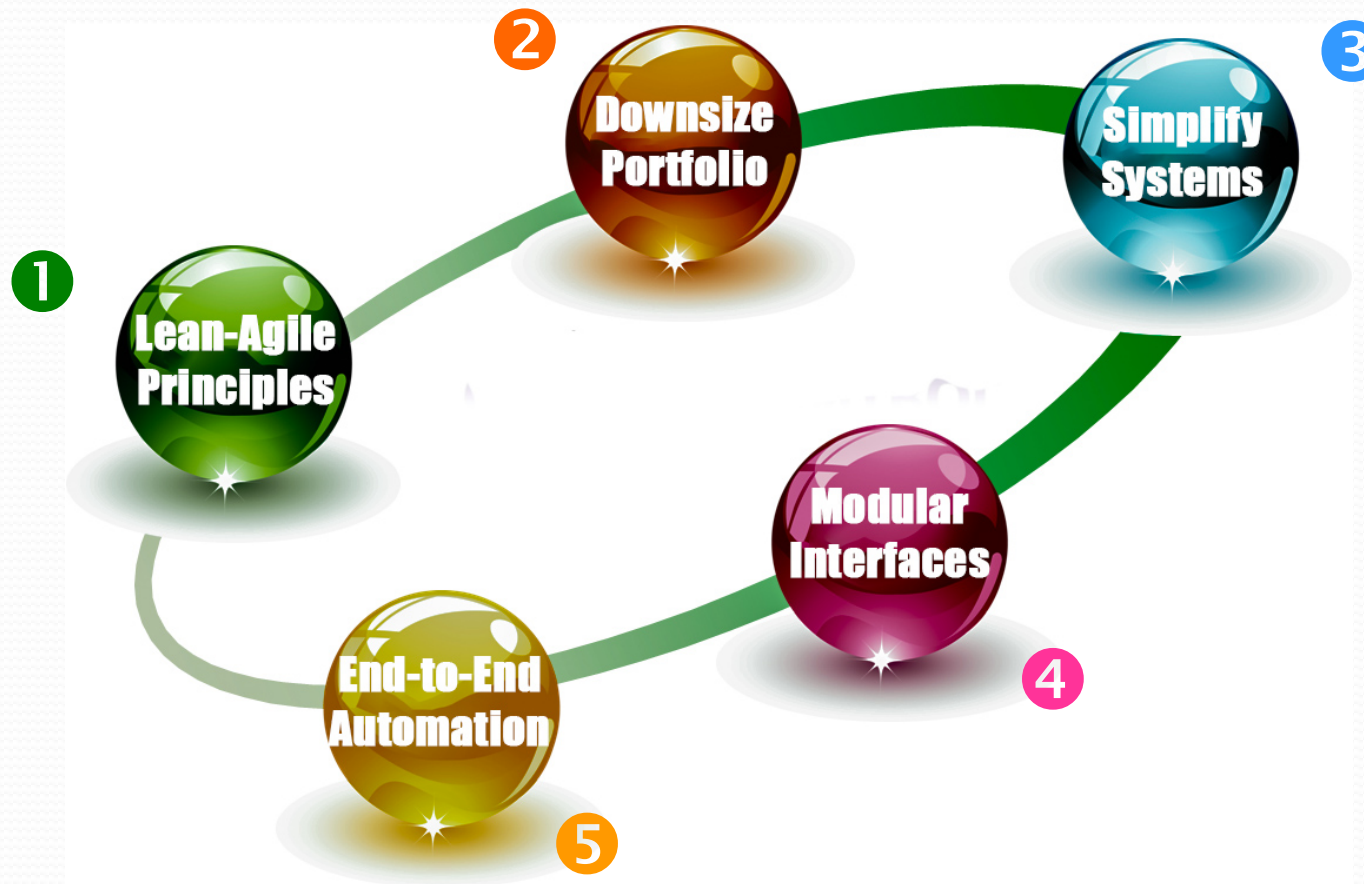 1
Lean-Agile
Principles
2
Downsize
Portfolio
3
Simplify
Systems
4
Modular
Interfaces
5
End-to-End
Automation